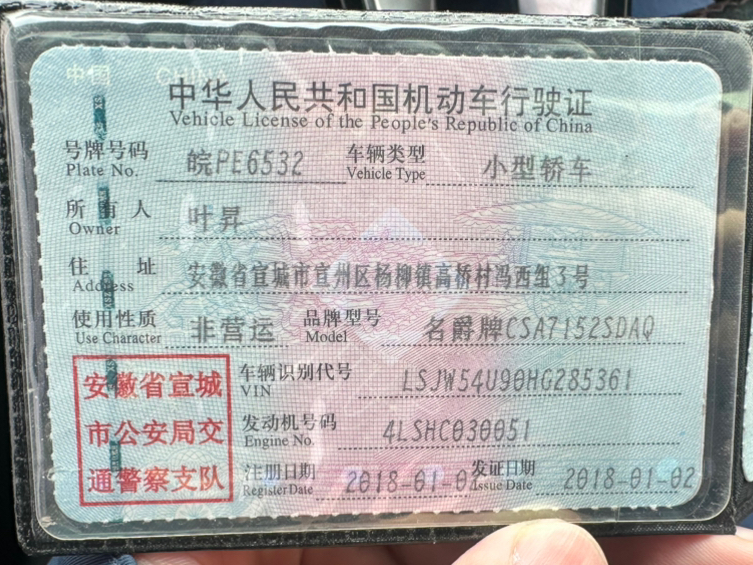 中国 CHINA
中华人民共和国机动车行驶证
Vehicle License of the People's Republic of China
号牌号码 皖PE6532 车辆类型 小型轿车
Plate No. Vehicle Type
所有人 叶昇
Owner
住址 安徽省宣城市宣州区杨柳镇高桥村冯西组3号
Address
使用性质 非营运 品牌型号 名爵牌CSA7152SDAQ
Use Character Model
安徽省宣城
市公安局交
通警察支队
车辆识别代号 LSJW54U90HG285361
VIN
发动机号码 4LSHC030051
Engine No.
注册日期 2018-01-02 发证日期 2018-01-02
Register Date Issue Date